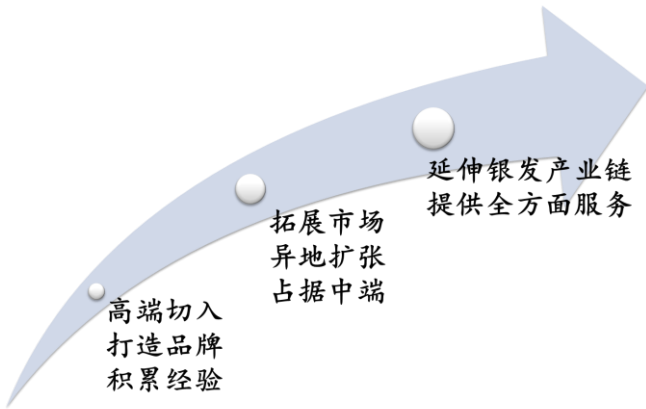 高端切入
打造品牌
积累经验
拓展市场
异地扩张
占据中端
延伸银发产业链
提供全方面服务